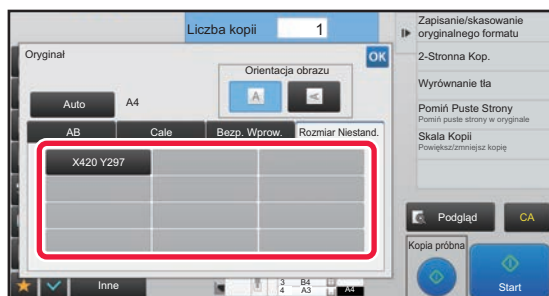 Liczba kopii 1
Zapisanie/skasowanie
oryginalnego formatu
Oryginał
OK
2-Stronna Kop.
Orientacja obrazu
Wyrównanie tła
Auto
A4
A
A
Pomiń Puste Strony
Pomiń puste strony w oryginale
AB
Cale
Bezp. Wprow.
Rozmiar Niestand.
Skala Kopii
Powiększ/zmniejsz kopię
X420 Y297
Podgląd
CA
Kopia próbna
Inne
3 B4
4 A3
A4
Start